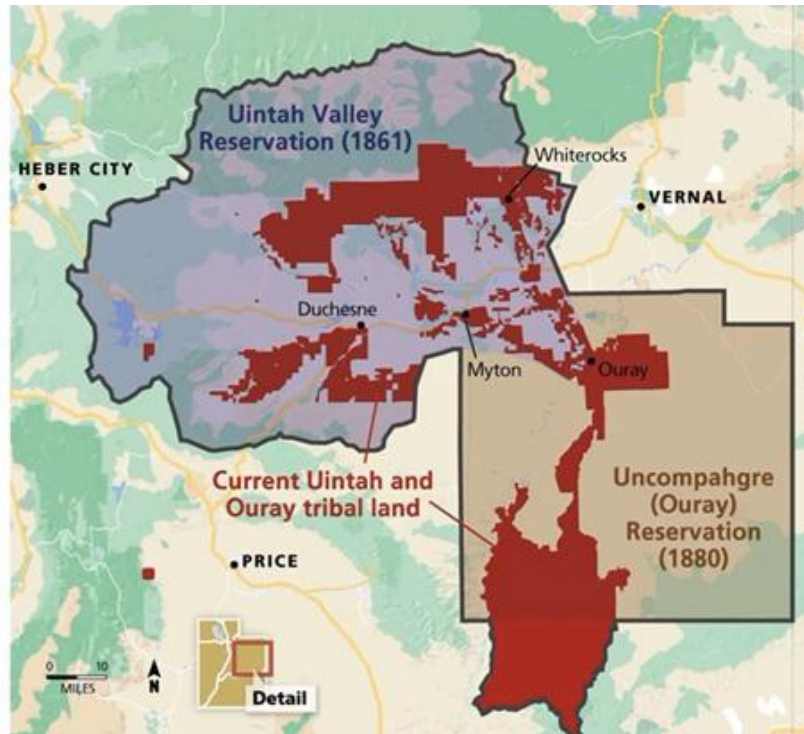 Uintah Valley
Reservation (1861)
HEBER CITY
Whiterocks
VERNAL
Duchesne
Myton
Ouray
Current Uintah and
Ouray tribal land
Uncompahgre
(Ouray)
Reservation
(1880)
PRICE
0 10
MILES
N
Detail